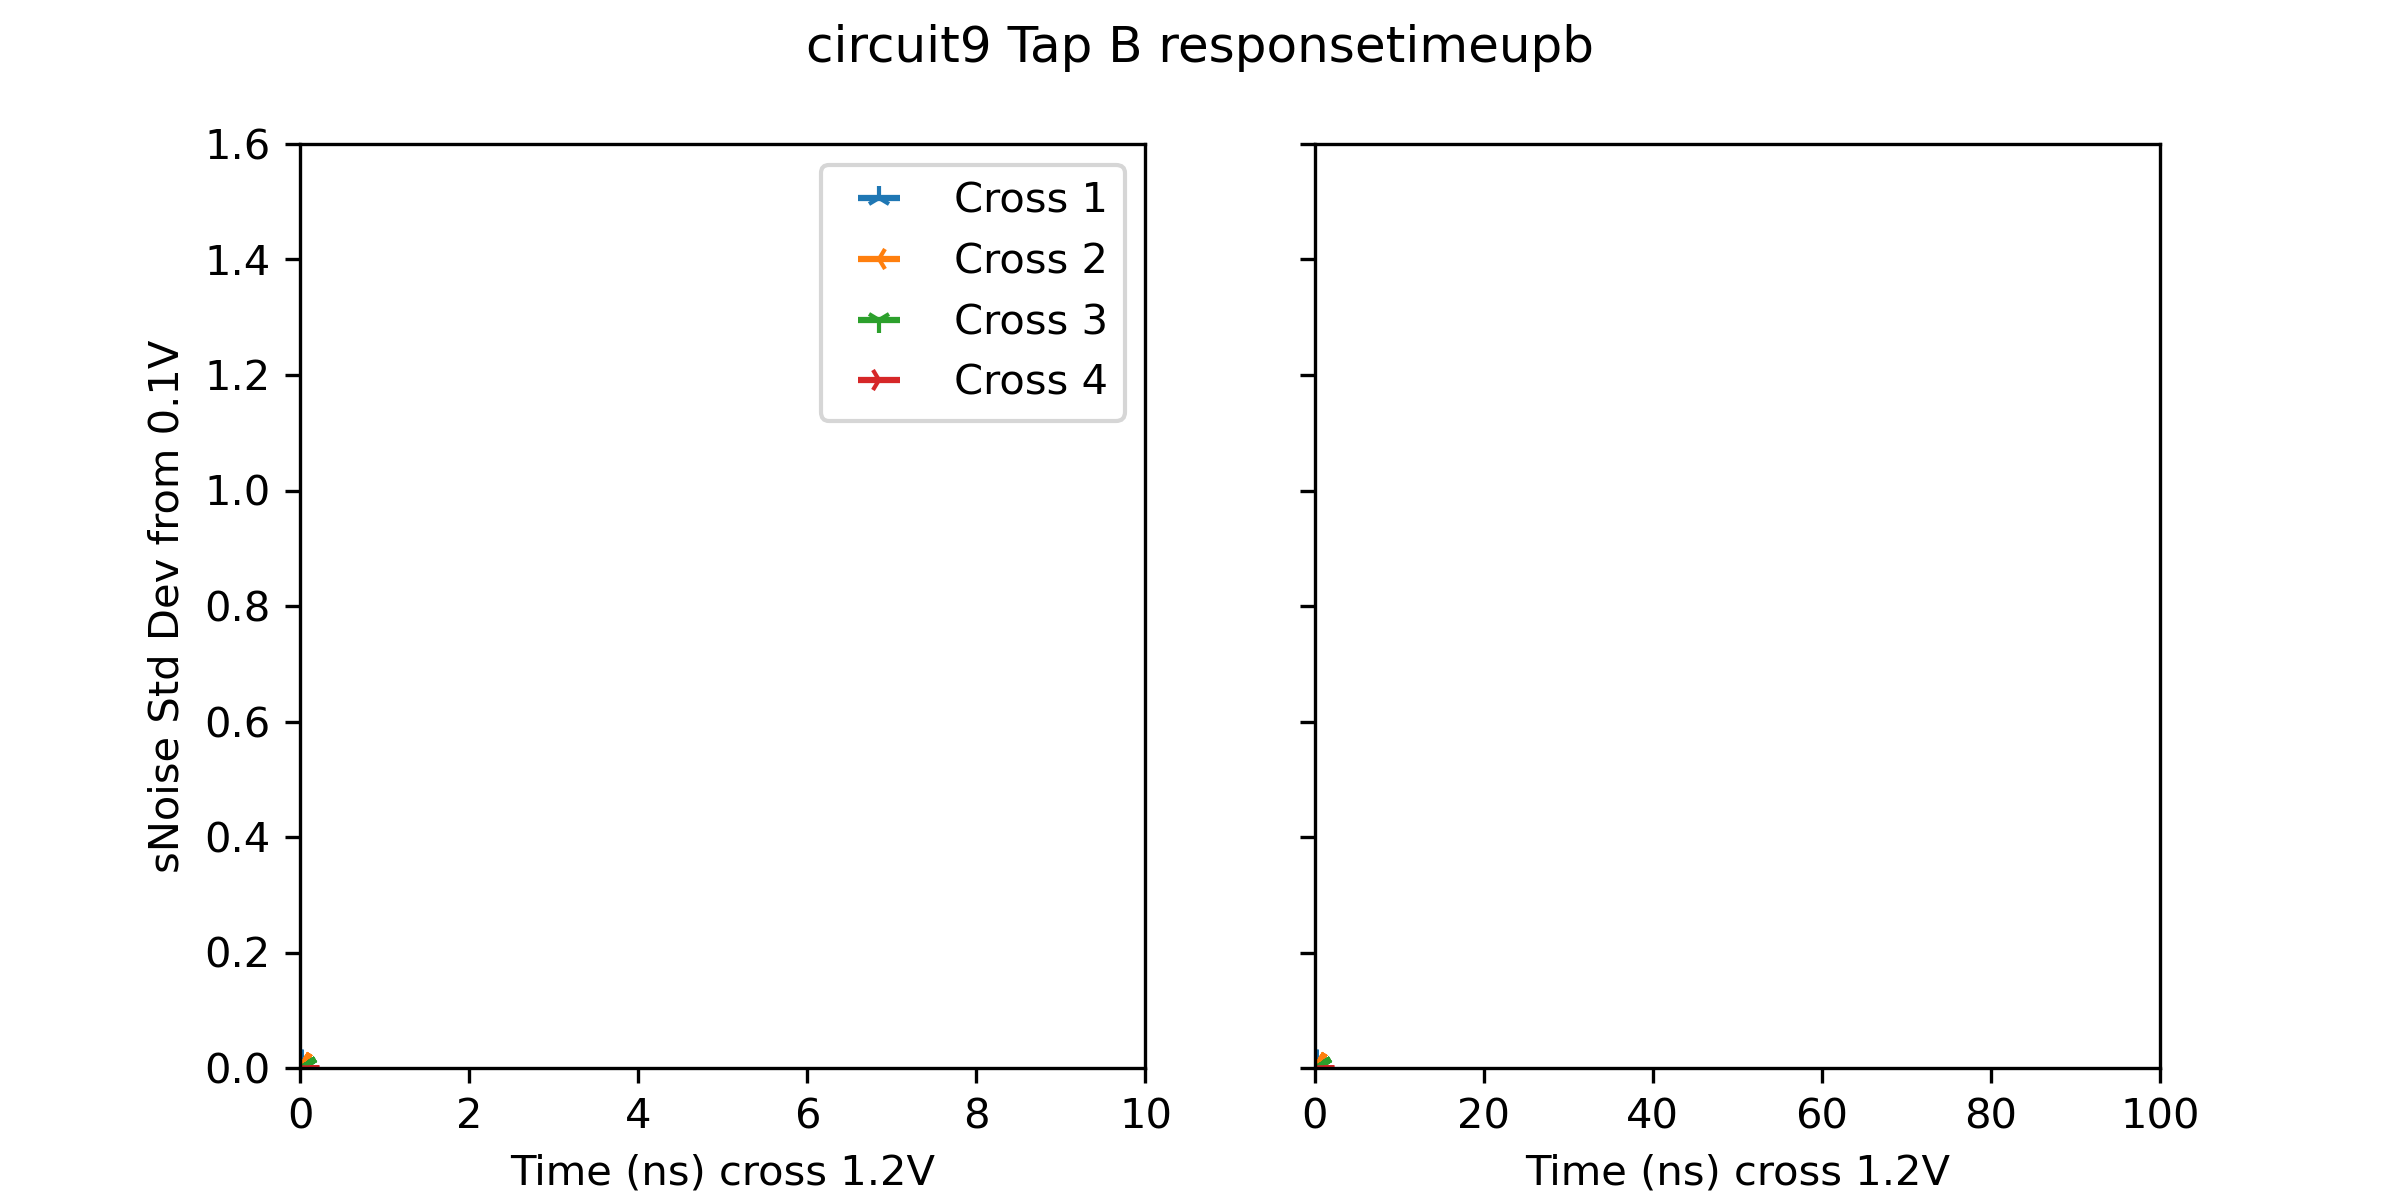 circuit9 Tap B responsetimeupb
sNoise Std Dev from 0.1V
1.6
1.4
1.2
1.0
0.8
0.6
0.4
0.2
0.0
Cross 1
Cross 2
Cross 3
Cross 4
0 2 4 6 8 10
Time (ns) cross 1.2V
0 20 40 60 80 100
Time (ns) cross 1.2V